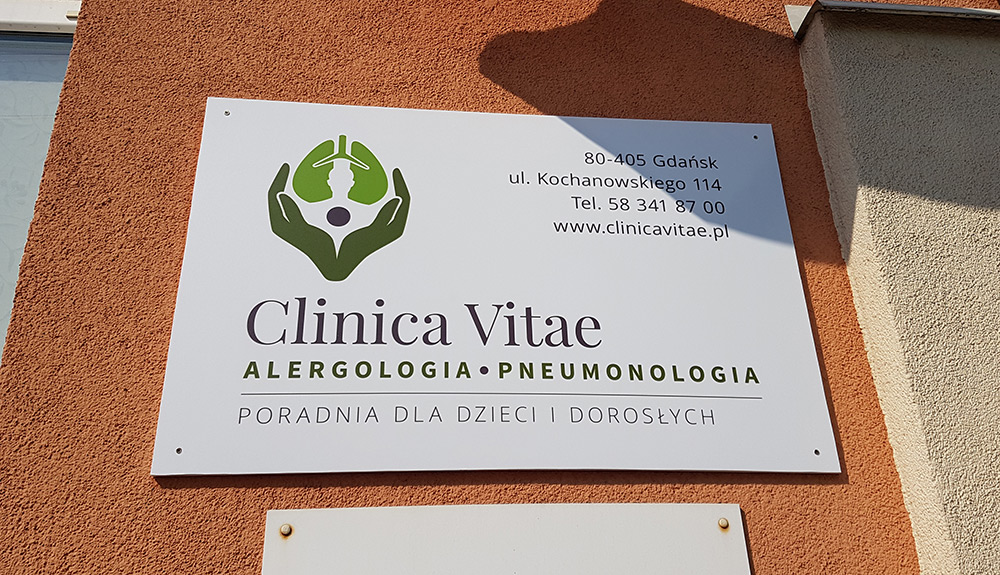 80-405 Gdańsk
ul. Kochanowskiego 114
Tel. 58 341 87 00
www.clinicavitae.pl
Clinica Vitae
ALERGOLOGIA • PNEUMONOLOGIA
PORADNIA DLA DZIECI I DOROSŁYCH